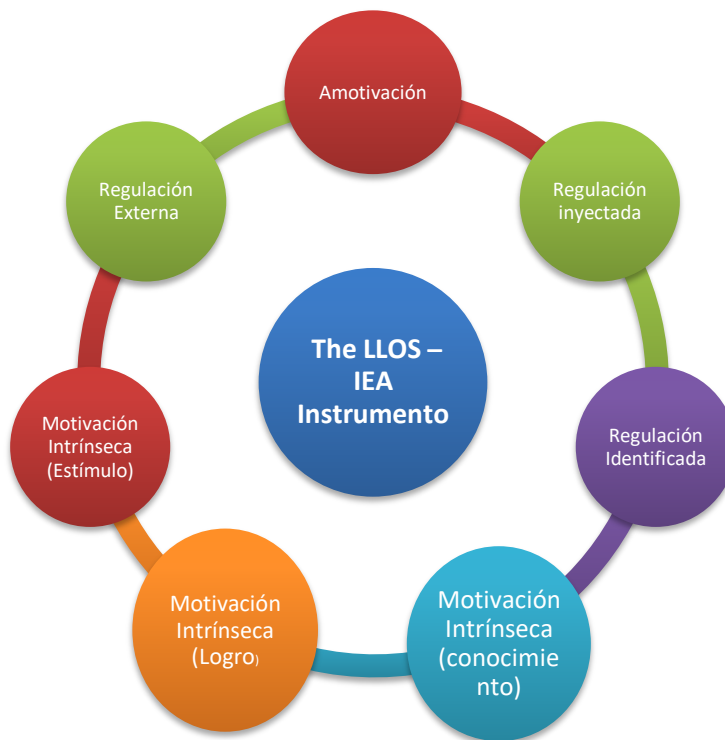 Amotivación
Regulación
Externa
Regulación
inyectada
The LLOS –
IEA
Instrumento
Motivación
Intrínseca
(Estímulo)
Regulación
Identificada
Motivación
Intrínseca
(Logro)
Motivación
Intrínseca
(conocimie
nto)